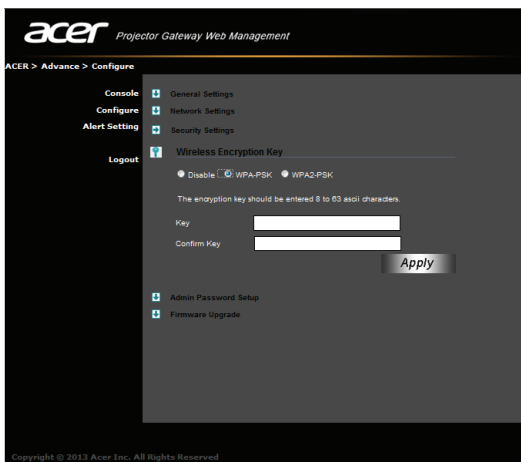 acer Projector Gateway Web Management
ACER > Advance > Configure
Console
Configure
Alert Setting
Logout
General Settings
Network Settings
Security Settings
Wireless Encryption Key
Disable WPA-PSK WPA2-PSK
The encryption key should be entered 8 to 63 ascii characters.
Key
Confirm Key
Apply
Admin Password Setup
Firmware Upgrade
Copyright © 2013 Acer Inc. All Rights Reserved